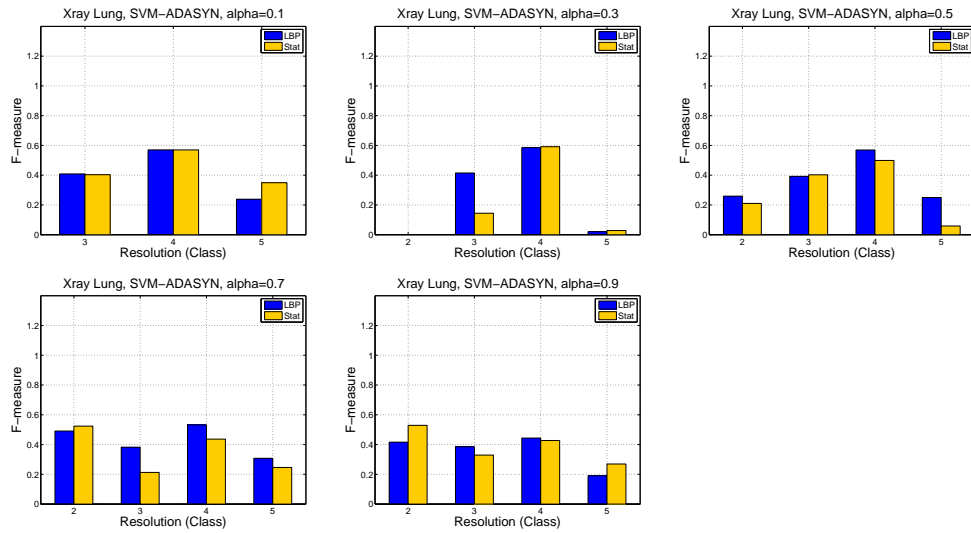 Xray Lung, SVM−ADASYN, alpha=0.1
LBP
Stat
1.2
1
0.8
0.6
0.4
0.2
0
F−measure
3 4 5
Resolution (Class)
Xray Lung, SVM−ADASYN, alpha=0.3
LBP
Stat
1.2
1
0.8
0.6
0.4
0.2
0
F−measure
2 3 4 5
Resolution (Class)
Xray Lung, SVM−ADASYN, alpha=0.5
LBP
Stat
1.2
1
0.8
0.6
0.4
0.2
0
F−measure
2 3 4 5
Resolution (Class)
Xray Lung, SVM−ADASYN, alpha=0.7
LBP
Stat
1.2
1
0.8
0.6
0.4
0.2
0
F−measure
2 3 4 5
Resolution (Class)
Xray Lung, SVM−ADASYN, alpha=0.9
LBP
Stat
1.2
1
0.8
0.6
0.4
0.2
0
F−measure
2 3 4 5
Resolution (Class)